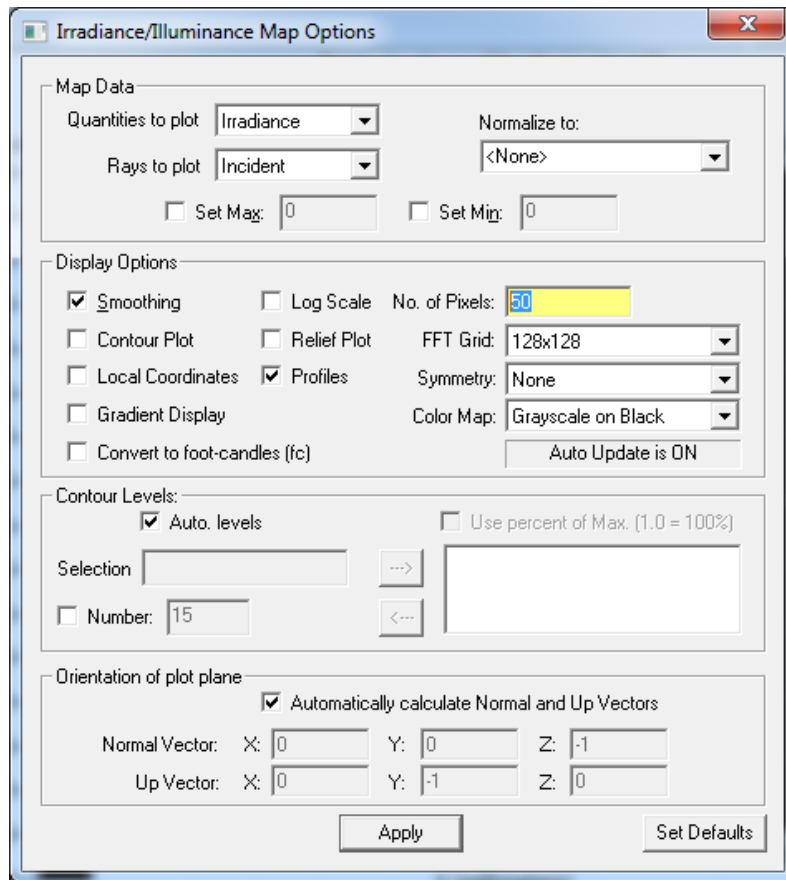 Irradiance/Illuminance Map Options
Map Data
Quantities to plot Irradiance Normalize to:
Rays to plot Incident <None>
Set Max: 0 Set Min: 0
Display Options
Smoothing Log Scale No. of Pixels: 50
Contour Plot Relief Plot FFT Grid: 128x128
Local Coordinates Profiles Symmetry: None
Gradient Display Color Map: Grayscale on Black
Convert to foot-candles (fc) Auto Update is ON
Contour Levels:
Auto. levels Use percent of Max. (1.0 = 100%)
Selection --->
Number: 15 <---
Orientation of plot plane
Automatically calculate Normal and Up Vectors
Normal Vector: X: 0 Y: 0 Z: -1
Up Vector: X: 0 Y: -1 Z: 0
Apply Set Defaults